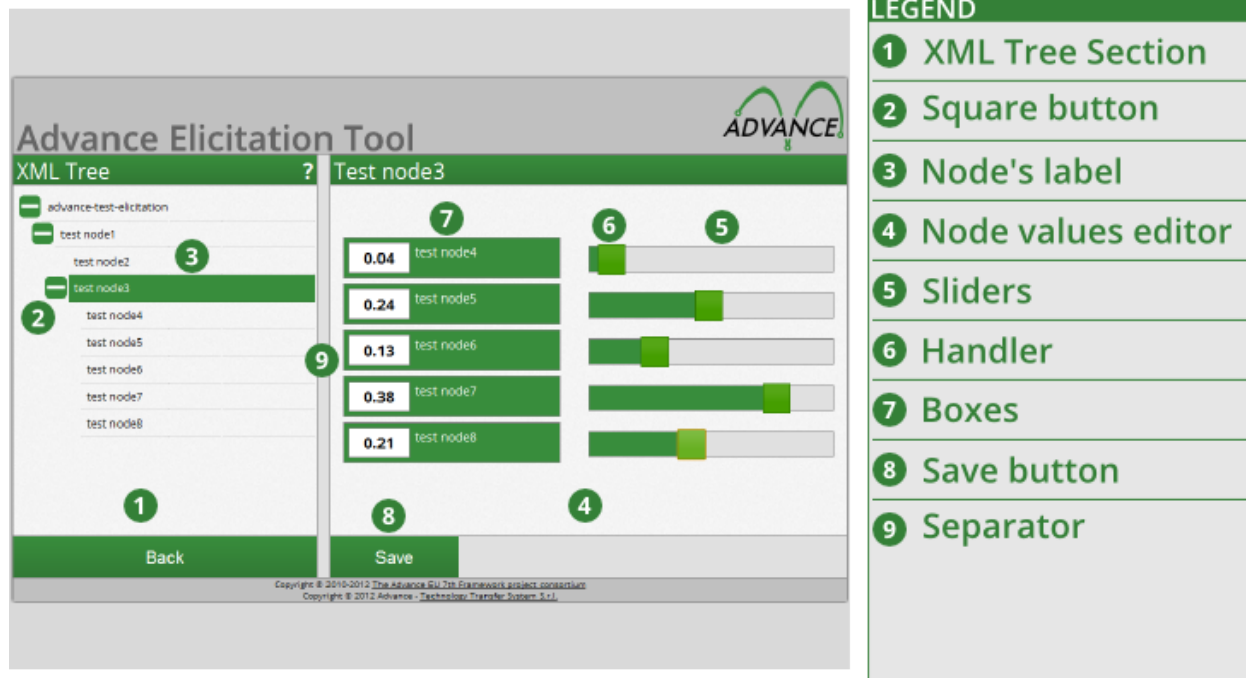 LEGEND
1 XML Tree Section
2 Square button
3 Node's label
4 Node values editor
5 Sliders
6 Handler
7 Boxes
8 Save button
9 Separator
Advance Elicitation Tool
ADVANCE
XML Tree ?
advance-test-elicitation
test node1
test node2 3
test node3
2
test node4
test node5
test node6
test node7
test node8
1
Back
9
Test node3
7 6 5
0.04 test node4
0.24 test node5
0.13 test node6
0.38 test node7
0.21 test node8
8 4
Save
Copyright © 2010-2012 The Advance EU 7th Framework project consortium
Copyright © 2012 Advance - Technology Transfer System S.r.l.